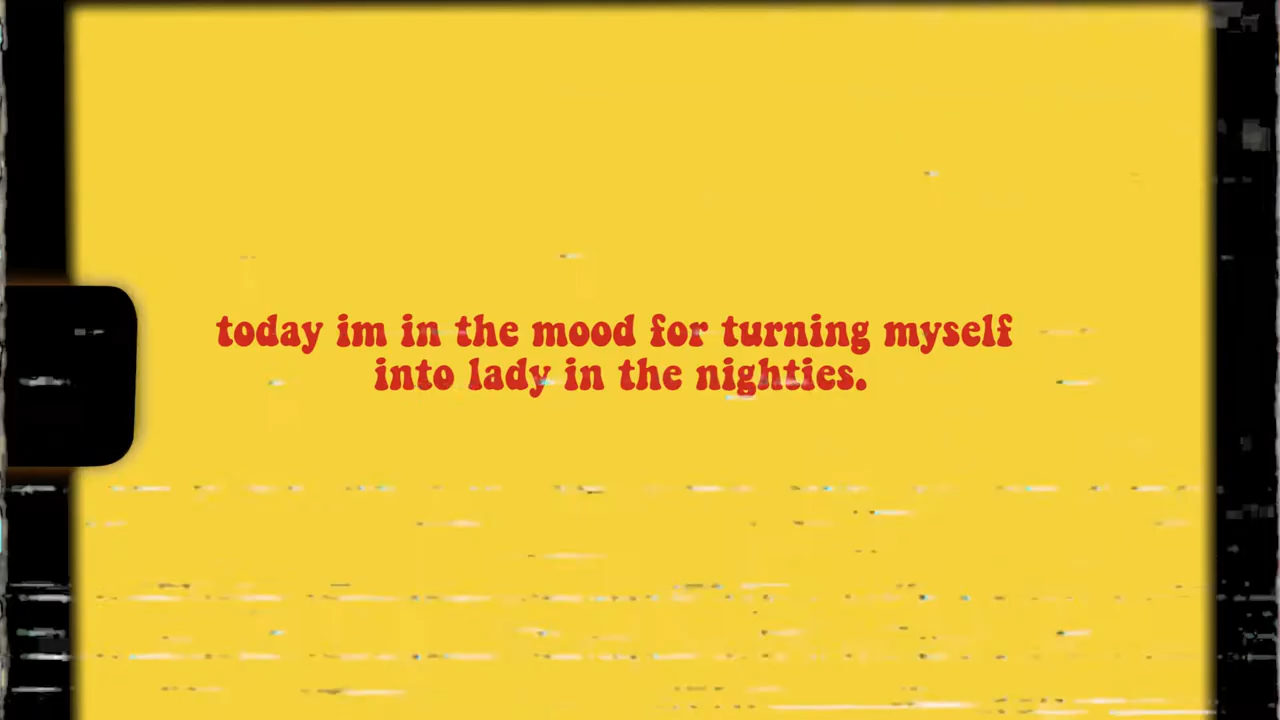 today im in the mood for turning myself
into lady in the nighties.